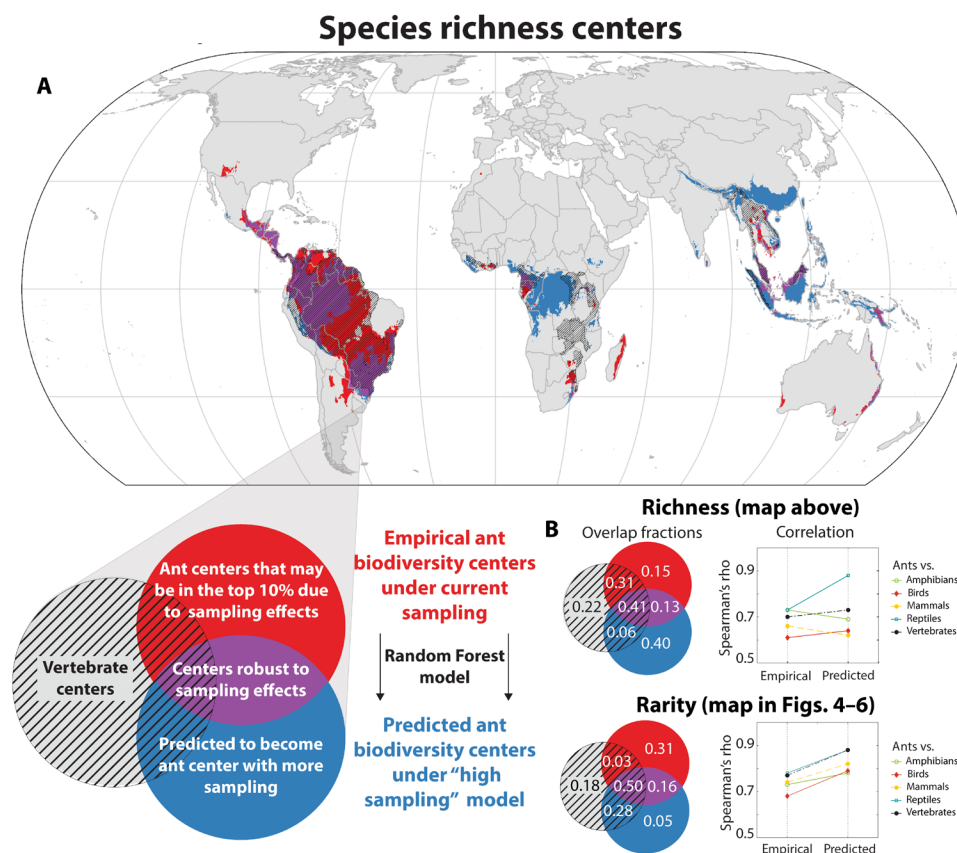 Species richness centers
A
Ant centers that may
be in the top 10% due
to sampling effects
Vertebrate
centers
Centers robust to
sampling effects
Predicted to become
ant center with more
sampling
Empirical ant
biodiversity centers
under current
sampling
Random Forest
model
Predicted ant
biodiversity centers
under “high
sampling” model
B
Richness (map above)
Overlap fractions
0.15
0.31
0.22
0.41
0.13
0.06
0.40
Correlation
Spearman's rho
0.9
0.7
0.5
Empirical
Predicted
Ants vs.
Amphibians
Birds
Mammals
Reptiles
Vertebrates
Rarity (map in Figs. 4–6)
0.31
0.03
0.18
0.50
0.16
0.28
0.05
Spearman's rho
0.9
0.7
0.5
Empirical
Predicted
Ants vs.
Amphibians
Birds
Mammals
Reptiles
Vertebrates